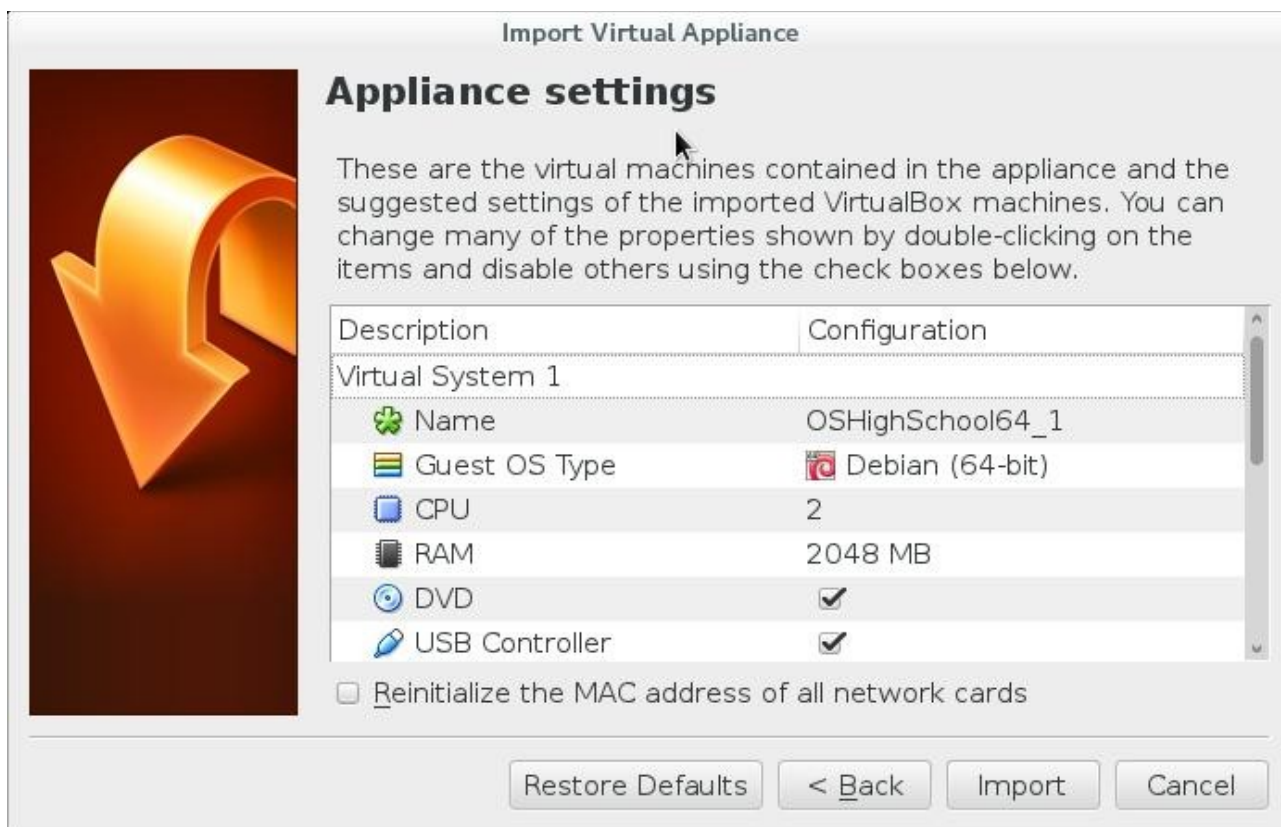 Import Virtual Appliance
Appliance settings
These are the virtual machines contained in the appliance and the
suggested settings of the imported VirtualBox machines. You can
change many of the properties shown by double-clicking on the
items and disable others using the check boxes below.
Description Configuration
Virtual System 1
Name OSHighSchool64_1
Guest OS Type Debian (64-bit)
CPU 2
RAM 2048 MB
DVD
USB Controller
Reinitialize the MAC address of all network cards
Restore Defaults < Back Import Cancel